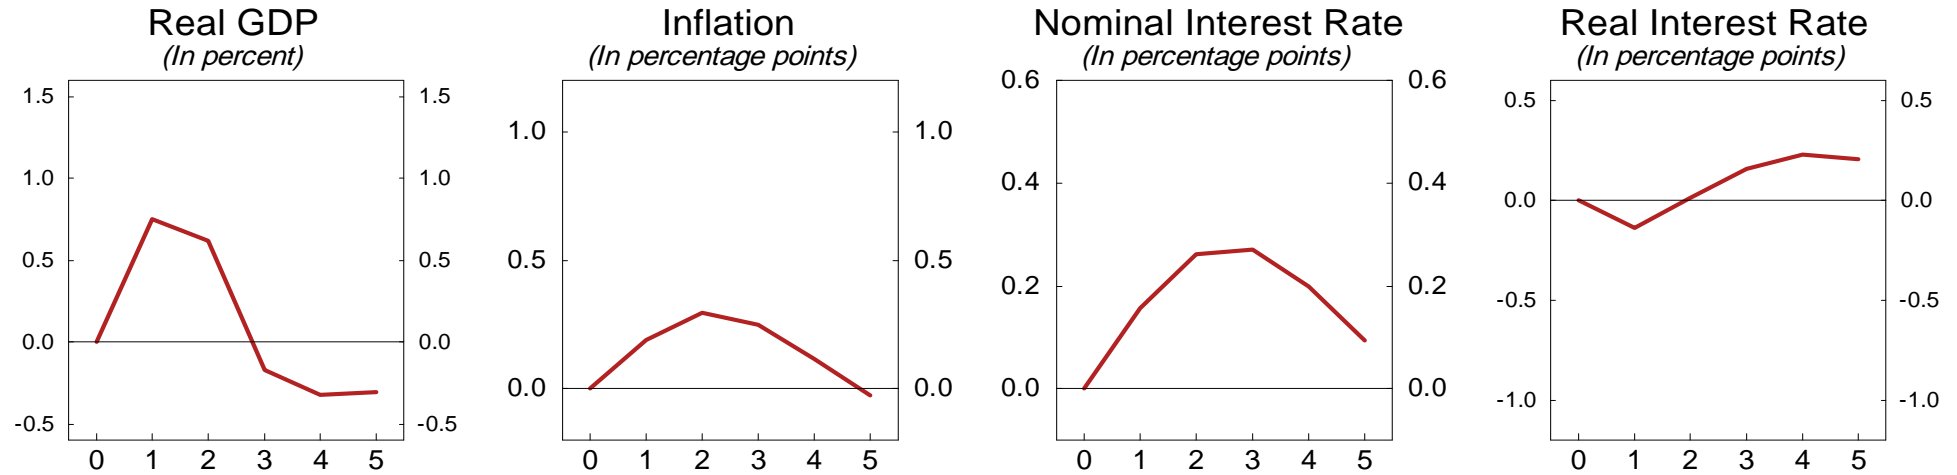 Real GDP
(In percent)
1.5 1.5
1.0 1.0
0.5 0.5
0.0 0.0
-0.5 -0.5
0 1 2 3 4 5
Inflation
(In percentage points)
1.0 1.0
0.5 0.5
0.0 0.0
0 1 2 3 4 5
Nominal Interest Rate
(In percentage points)
0.6 0.6
0.4 0.4
0.2 0.2
0.0 0.0
0 1 2 3 4 5
Real Interest Rate
(In percentage points)
0.5 0.5
0.0 0.0
-0.5 -0.5
-1.0 -1.0
0 1 2 3 4 5